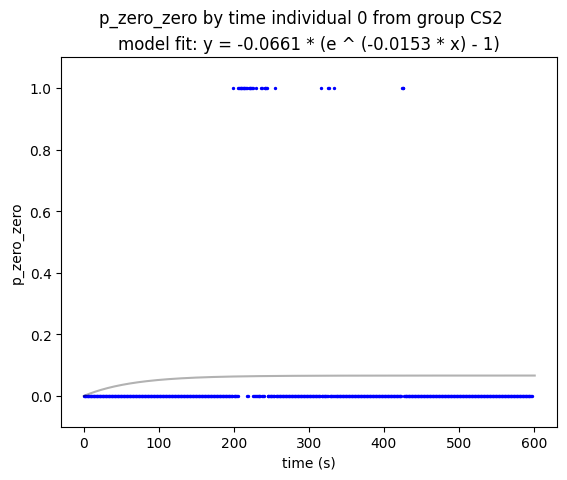 p_zero_zero by time individual 0 from group CS2
model fit: y = -0.0661 * (e ^ (-0.0153 * x) - 1)
1.0
0.8
0.6
0.4
0.2
0.0
p_zero_zero
0 100 200 300 400 500 600
time (s)